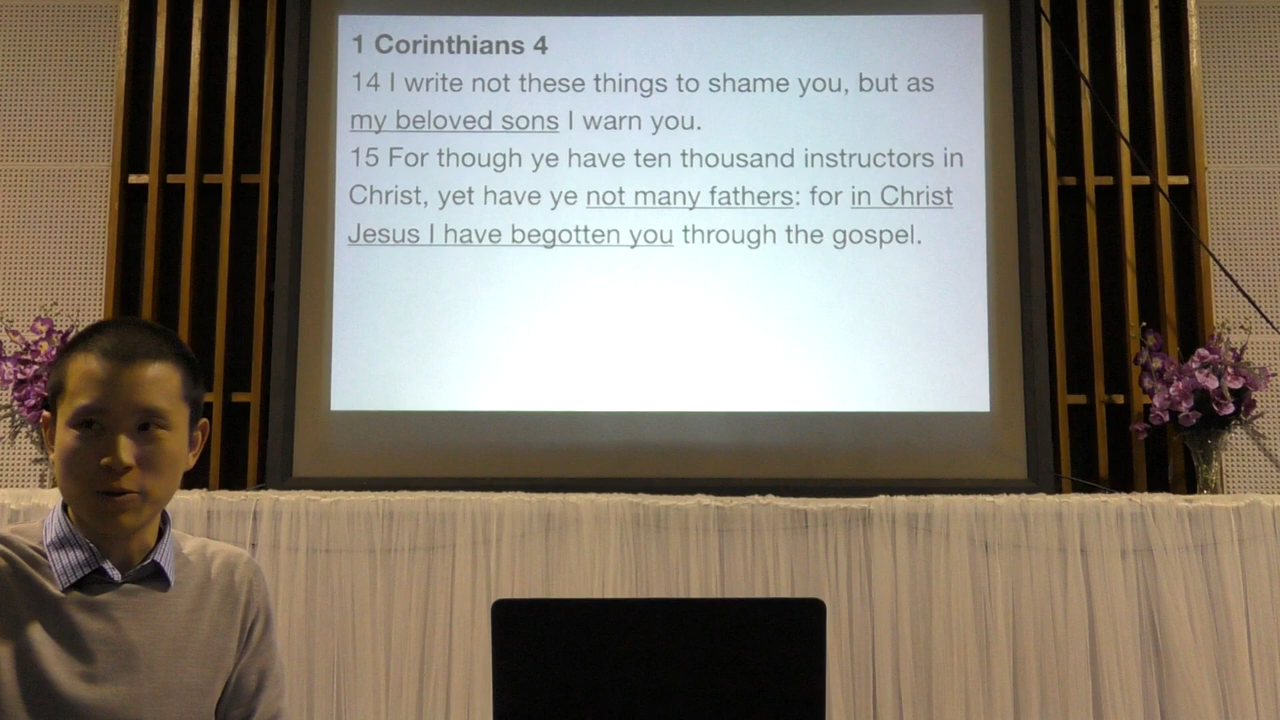 1 Corinthians 4
14 I write not these things to shame you, but as
my beloved sons I warn you.
15 For though ye have ten thousand instructors in
Christ, yet have ye not many fathers: for in Christ
Jesus I have begotten you through the gospel.